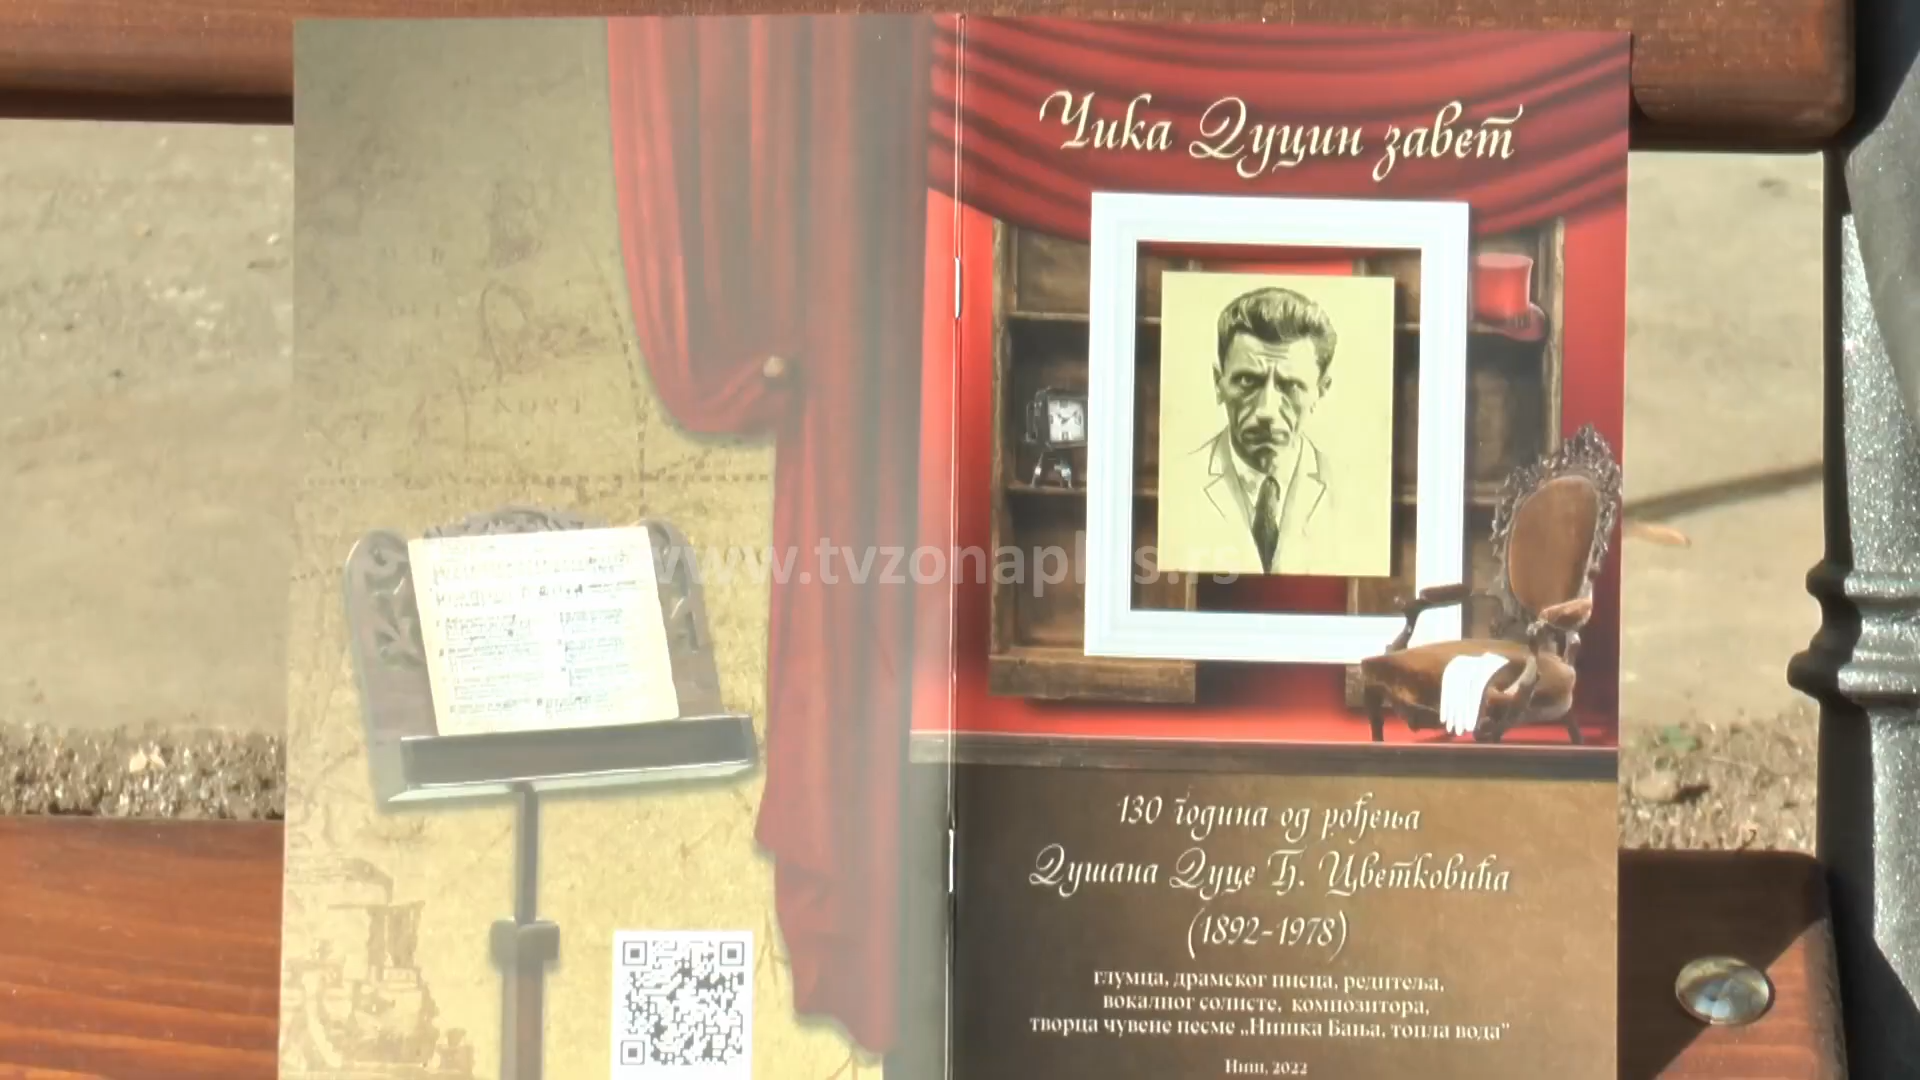 Чика Дуцин завет
www.tvzonaplus.rs
130 година од рођења
Душана Дуце Ђ. Цветковића
(1892-1978)
глумца, драмског писца, редитеља,
вокалног солисте, композитора,
творца чувене песме „Нишка Бања, топла вода”
Ниш, 2022